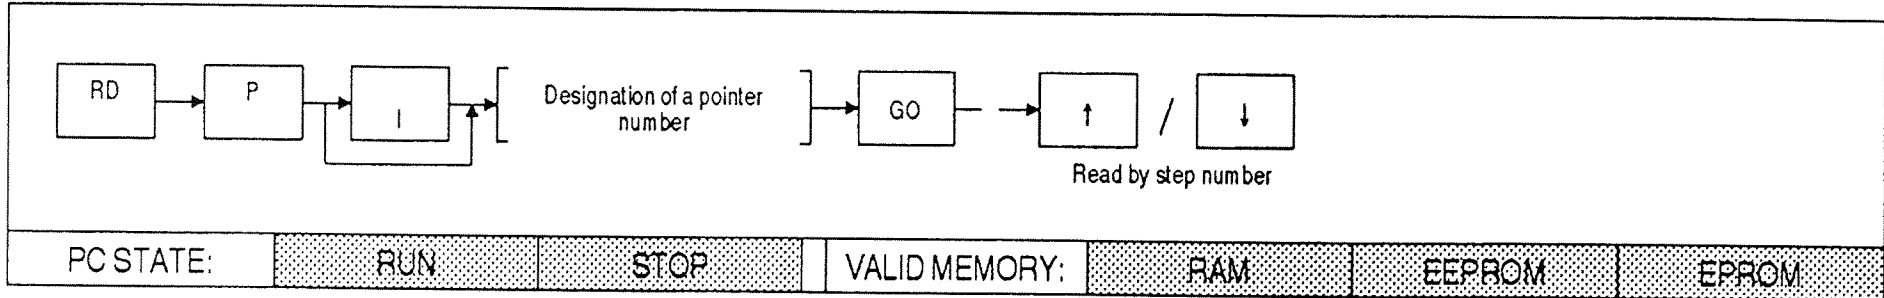 RD
P
I
Designation of a pointer
number
GO
↑ / ↓
Read by step number
PC STATE: RUN STOP VALID MEMORY: RAM EEPROM EPROM